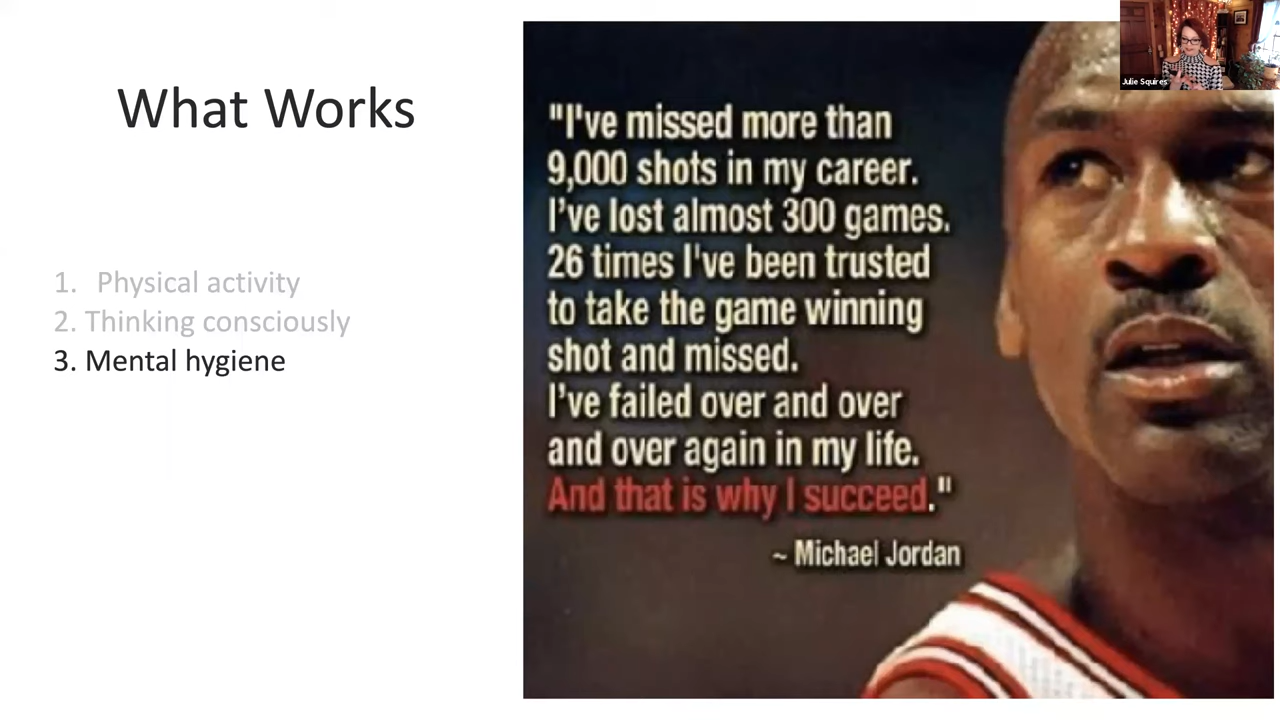 What Works
1. Physical activity
2. Thinking consciously
3. Mental hygiene
"I've missed more than
9,000 shots in my career.
I've lost almost 300 games.
26 times I've been trusted
to take the game winning
shot and missed.
I've failed over and over
and over again in my life.
And that is why I succeed."
~ Michael Jordan
Julie Squires